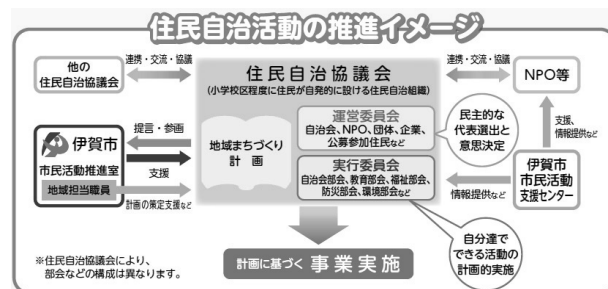 住民自治活動の推進イメージ
他の
住民自治協議会
連携・交流・協議
住民自治協議会
(小学校区程度に住民が自発的に設ける住民自治組織)
連携・交流・協議
NPO等
地域まちづくり
計画
運営委員会
自治会、NPO、団体、企業、
公募参加住民など
実行委員会
自治会部会、教育部会、福祉部会、
防災部会、環境部会など
民主的な
代表選出と
意思決定
支援、
情報提供など
伊賀市
市民活動推進室
地域担当職員
提言・参画
支援
計画の策定支援など
情報提供など
伊賀市
市民活動
支援センター
自分達で
できる活動の
計画的実施
計画に基づく 事業実施
※住民自治協議会により、
部会などの構成は異なります。